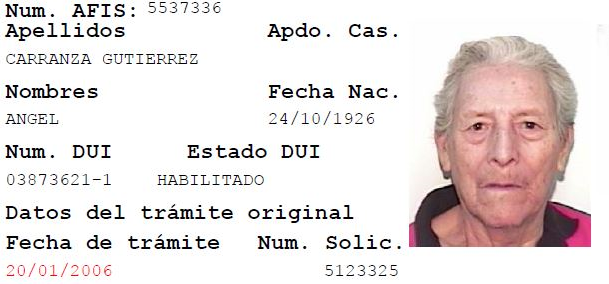 Num. AFIS: 5537336
Apellidos Apdo. Cas.
CARRANZA GUTIERREZ
Nombres Fecha Nac.
ANGEL 24/10/1926
Num. DUI Estado DUI
03873621-1 HABILITADO
Datos del trámite original
Fecha de trámite Num. Solic.
20/01/2006 5123325